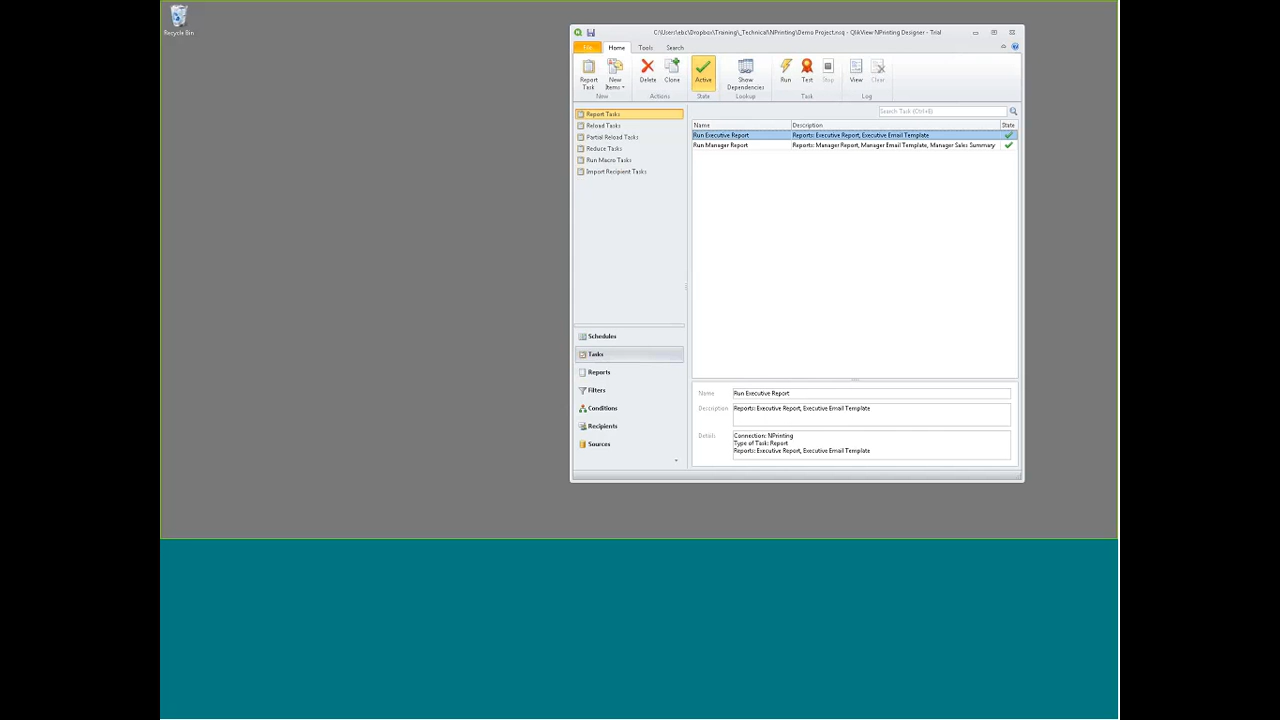 Recycle Bin
C:\Users\ebc\Dropbox\Training\_Technical\NPrinting\Demo Project.nsq - QlikView NPrinting Designer - Trial
File Home Tools Search
Report Task
New Items
Delete
Clone
Active
Show Dependencies
Run
Test
Stop
View
Clear
New
Actions
State
Lookup
Task
Log
Report Tasks
Reload Tasks
Partial Reload Tasks
Reduce Tasks
Run Macro Tasks
Import Recipient Tasks
Schedules
Tasks
Reports
Filters
Conditions
Recipients
Sources
Search Task (Ctrl+E)
Name Description State
Run Executive Report Reports: Executive Report, Executive Email Template
Run Manager Report Reports: Manager Report, Manager Email Template, Manager Sales Summary
Name Run Executive Report
Description Reports: Executive Report, Executive Email Template
Details Connection: NPrinting
Type of Task: Report
Reports: Executive Report, Executive Email Template